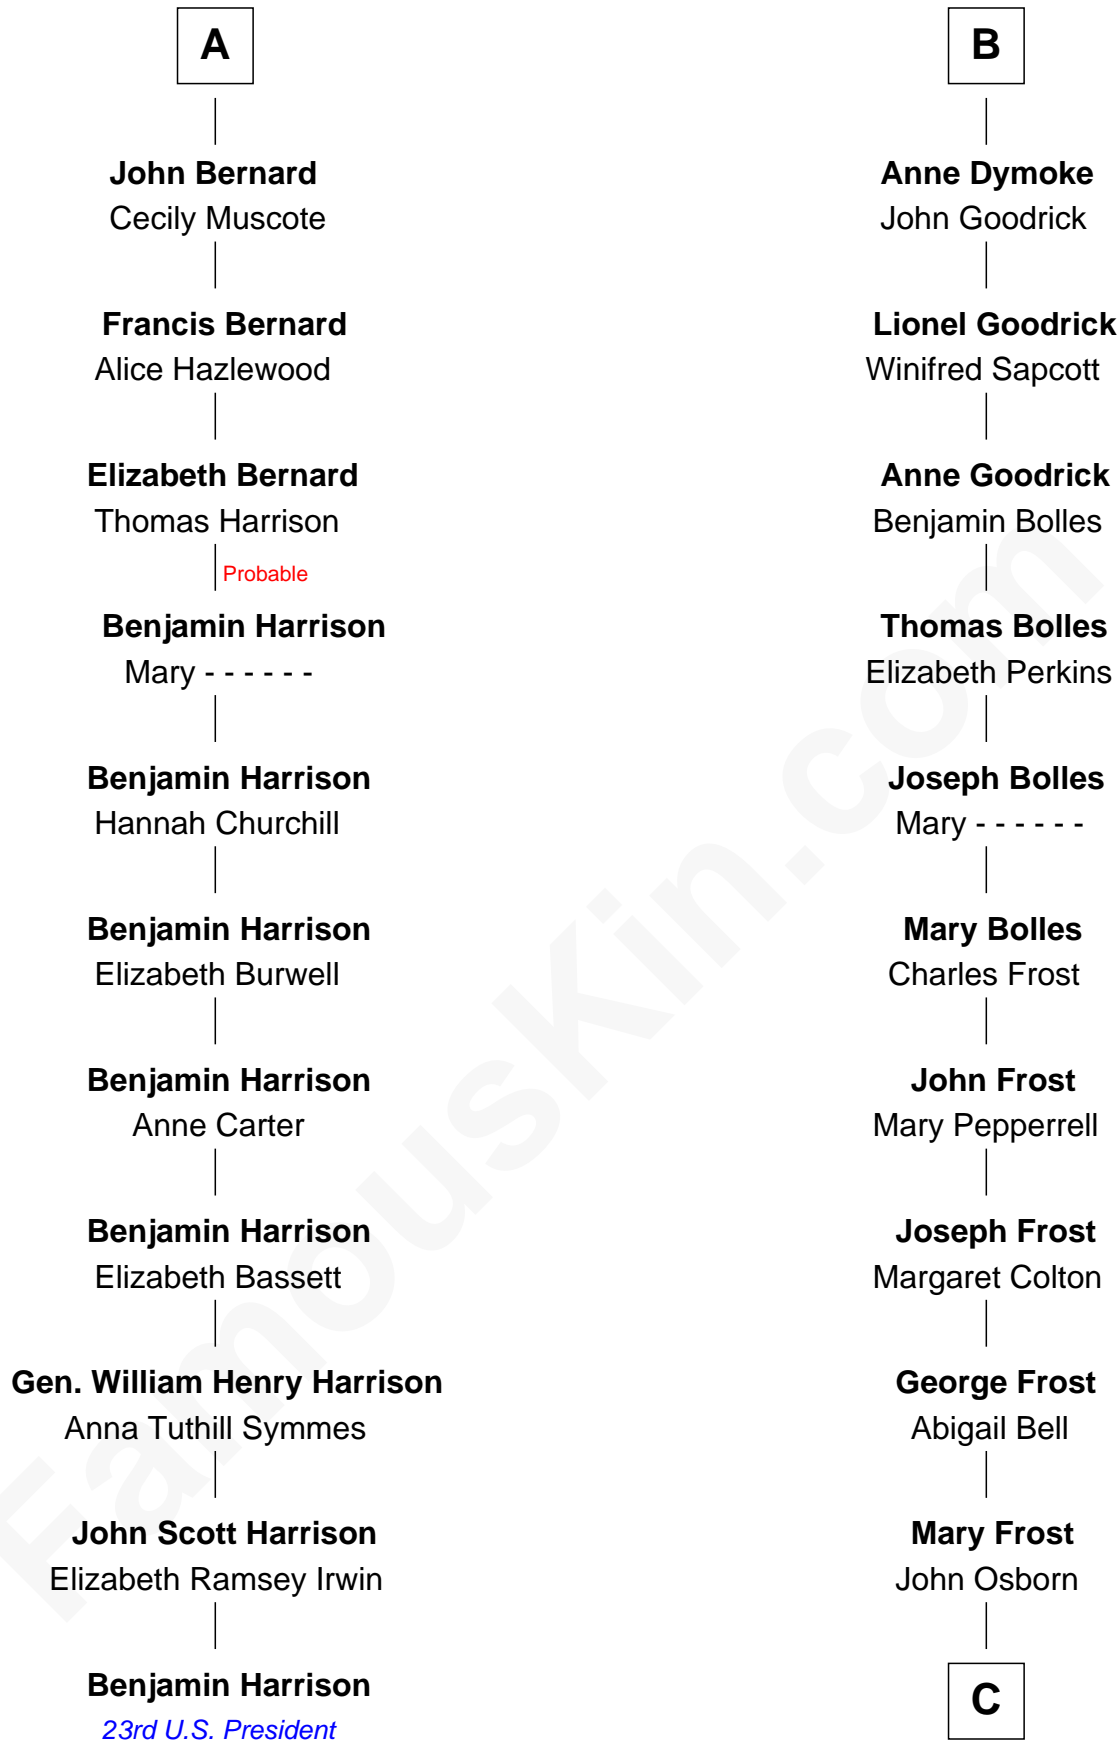 A
John Bernard
Cecily Muscote
Francis Bernard
Alice Hazlewood
Elizabeth Bernard
Thomas Harrison
Probable
Benjamin Harrison
Mary - - - - - -
Benjamin Harrison
Hannah Churchill
Benjamin Harrison
Elizabeth Burwell
Benjamin Harrison
Anne Carter
Benjamin Harrison
Elizabeth Bassett
Gen. William Henry Harrison
Anna Tuthill Symmes
John Scott Harrison
Elizabeth Ramsey Irwin
Benjamin Harrison
23rd U.S. President
B
Anne Dymoke
John Goodrick
Lionel Goodrick
Winifred Sapcott
Anne Goodrick
Benjamin Bolles
Thomas Bolles
Elizabeth Perkins
Joseph Bolles
Mary - - - - - -
Mary Bolles
Charles Frost
John Frost
Mary Pepperrell
Joseph Frost
Margaret Colton
George Frost
Abigail Bell
Mary Frost
John Osborn
C
FamousKin.com